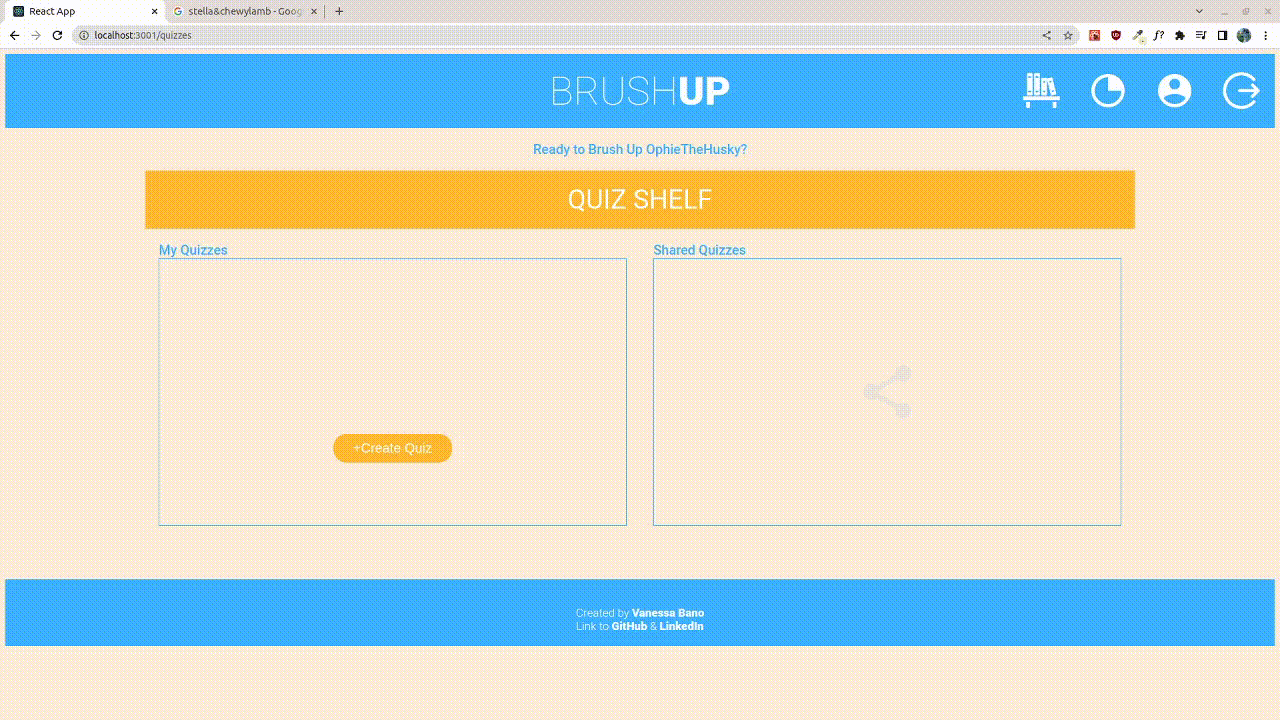 React App
stella&chewylamb - Goog
localhost:3001/quizzes
BRUSHUP
Ready to Brush Up OphieTheHusky?
QUIZ SHELF
My Quizzes
Shared Quizzes
+Create Quiz
Created by Vanessa Bano
Link to GitHub & LinkedIn